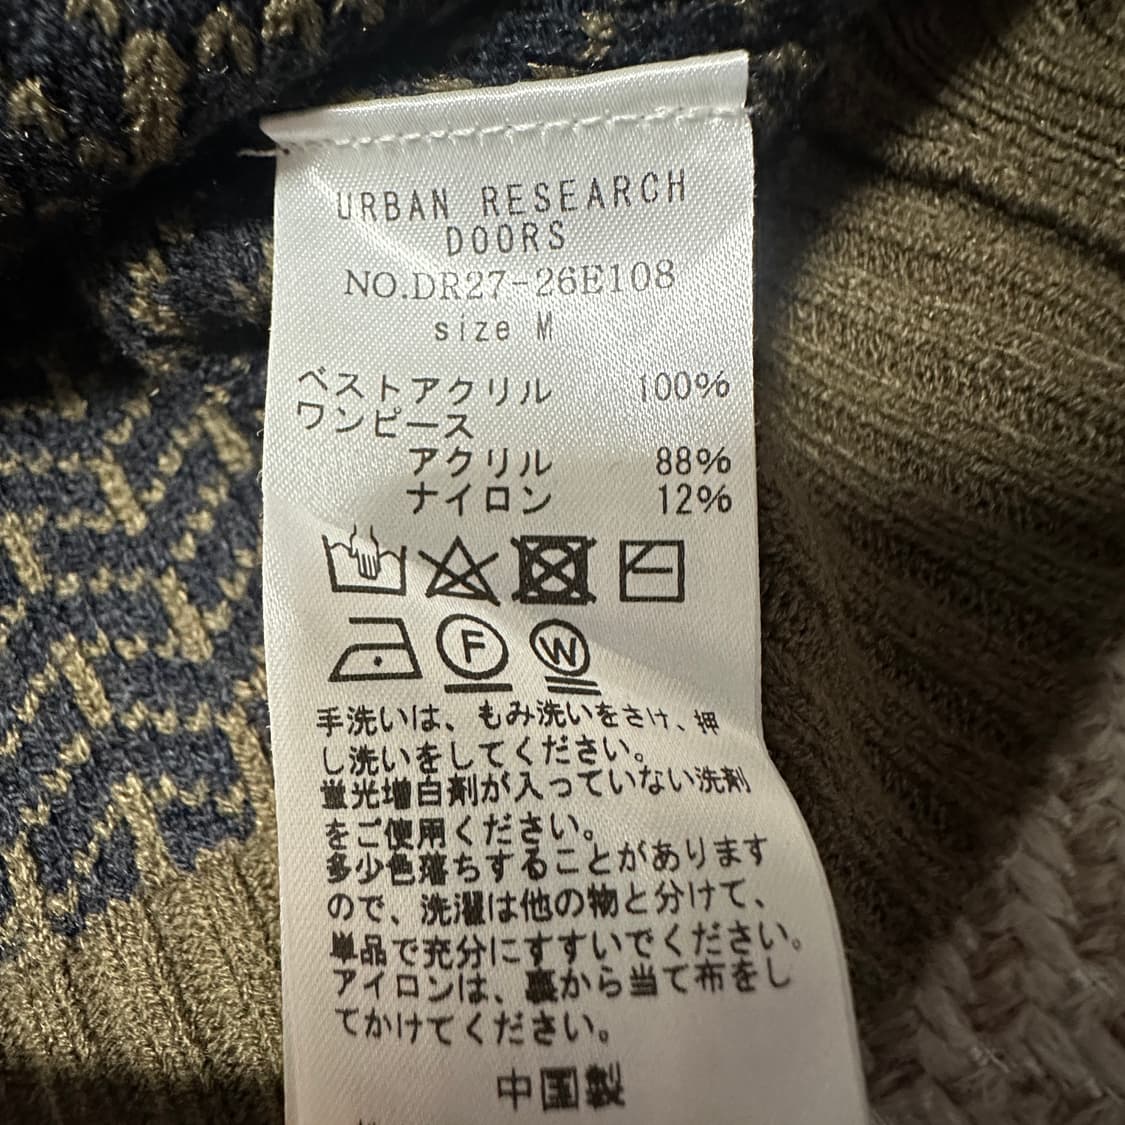 URBAN RESEARCH
DOORS
NO.DR27-26E108
size M
ベストアクリル 100%
ワンピース
アクリル 88%
ナイロン 12%
F W
手洗いは、もみ洗いをさけ、押
し洗いをしてください。
蛍光増白剤が入っていない洗剤
をご使用ください。
多少色落ちすることがあります
ので、洗濯は他の物と分けて、
単品で充分にすすいでください。
アイロンは、裏から当て布をし
てかけてください。
中国製